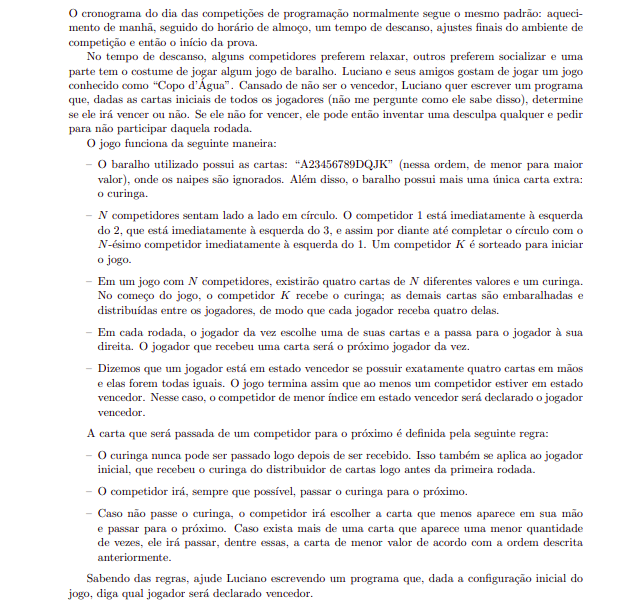 O cronograma do dia das competições de programação normalmente segue o mesmo padrão: aqueci-
mento de manhã, seguido do horário de almoço, um tempo de descanso, ajustes finais do ambiente de
competição e então o início da prova.
No tempo de descanso, alguns competidores preferem relaxar, outros preferem socializar e uma
parte tem o costume de jogar algum jogo de baralho. Luciano e seus amigos gostam de jogar um jogo
conhecido como “Copo d’Água”. Cansado de não ser o vencedor, Luciano quer escrever um programa
que, dadas as cartas iniciais de todos os jogadores (não me pergunte como ele sabe disso), determine
se ele irá vencer ou não. Se ele não for vencer, ele pode então inventar uma desculpa qualquer e pedir
para não participar daquela rodada.
O jogo funciona da seguinte maneira:
– O baralho utilizado possui as cartas: “A23456789DQJK” (nessa ordem, de menor para maior
valor), onde os naipes são ignorados. Além disso, o baralho possui mais uma única carta extra:
o curinga.
– N competidores sentam lado a lado em círculo. O competidor 1 está imediatamente à esquerda
do 2, que está imediatamente à esquerda do 3, e assim por diante até completar o círculo com o
N-ésimo competidor imediatamente à esquerda do 1. Um competidor K é sorteado para iniciar
o jogo.
– Em um jogo com N competidores, existirão quatro cartas de N diferentes valores e um curinga.
No começo do jogo, o competidor K recebe o curinga; as demais cartas são embaralhadas e
distribuídas entre os jogadores, de modo que cada jogador receba quatro delas.
– Em cada rodada, o jogador da vez escolhe uma de suas cartas e a passa para o jogador à sua
direita. O jogador que recebeu uma carta será o próximo jogador da vez.
– Dizemos que um jogador está em estado vencedor se possuir exatamente quatro cartas em mãos
e elas forem todas iguais. O jogo termina assim que ao menos um competidor estiver em estado
vencedor. Nesse caso, o competidor de menor índice em estado vencedor será declarado o jogador
vencedor.
A carta que será passada de um competidor para o próximo é definida pela seguinte regra:
– O curinga nunca pode ser passado logo depois de ser recebido. Isso também se aplica ao jogador
inicial, que recebeu o curinga do distribuidor de cartas logo antes da primeira rodada.
– O competidor irá, sempre que possível, passar o curinga para o próximo.
– Caso não passe o curinga, o competidor irá escolher a carta que menos aparece em sua mão
e passar para o próximo. Caso exista mais de uma carta que aparece uma menor quantidade
de vezes, ele irá passar, dentre essas, a carta de menor valor de acordo com a ordem descrita
anteriormente.
Sabendo das regras, ajude Luciano escrevendo um programa que, dada a configuração inicial do
jogo, diga qual jogador será declarado vencedor.